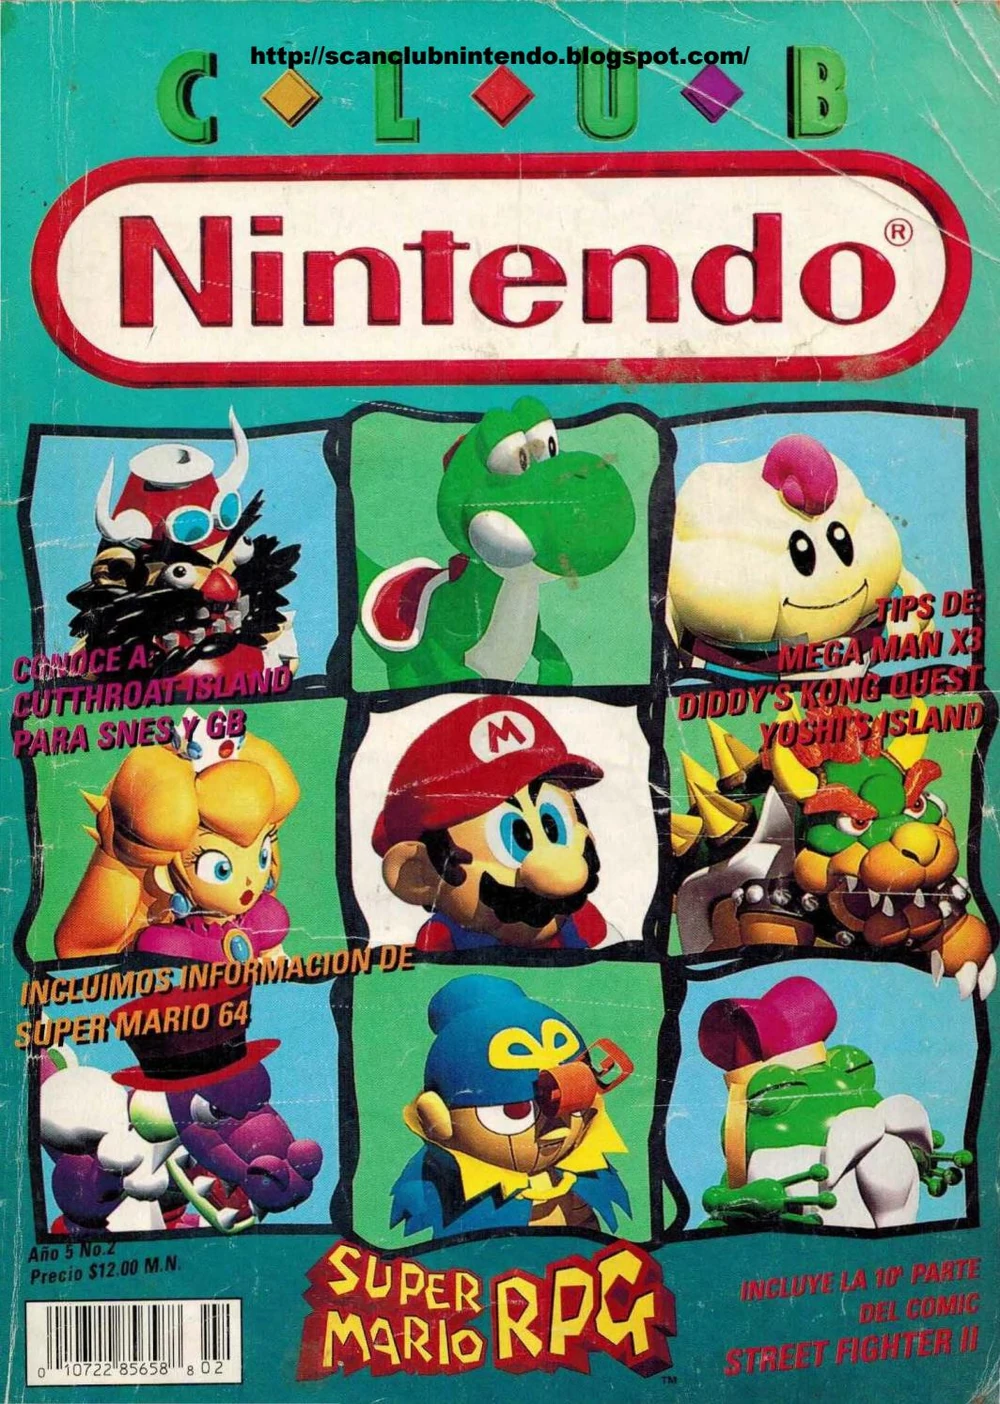 http://scanclubnintendo.blogspot.com/
CLUB
Nintendo®
CONOCE A:
CUTTHROAT ISLAND
PARA SNES Y GB
TIPS DE
MEGA MAN X3
DIDDY'S KONG QUEST
YOSHI'S ISLAND
M
INCLUIMOS INFORMACION DE
SUPER MARIO 64
Año 5 No.2
Precio $12.00 M.N.
0 10722 85658 8 02
SUPER
MARIO RPG
TM
INCLUYE LA 10ª PARTE
DEL COMIC
STREET FIGHTER II